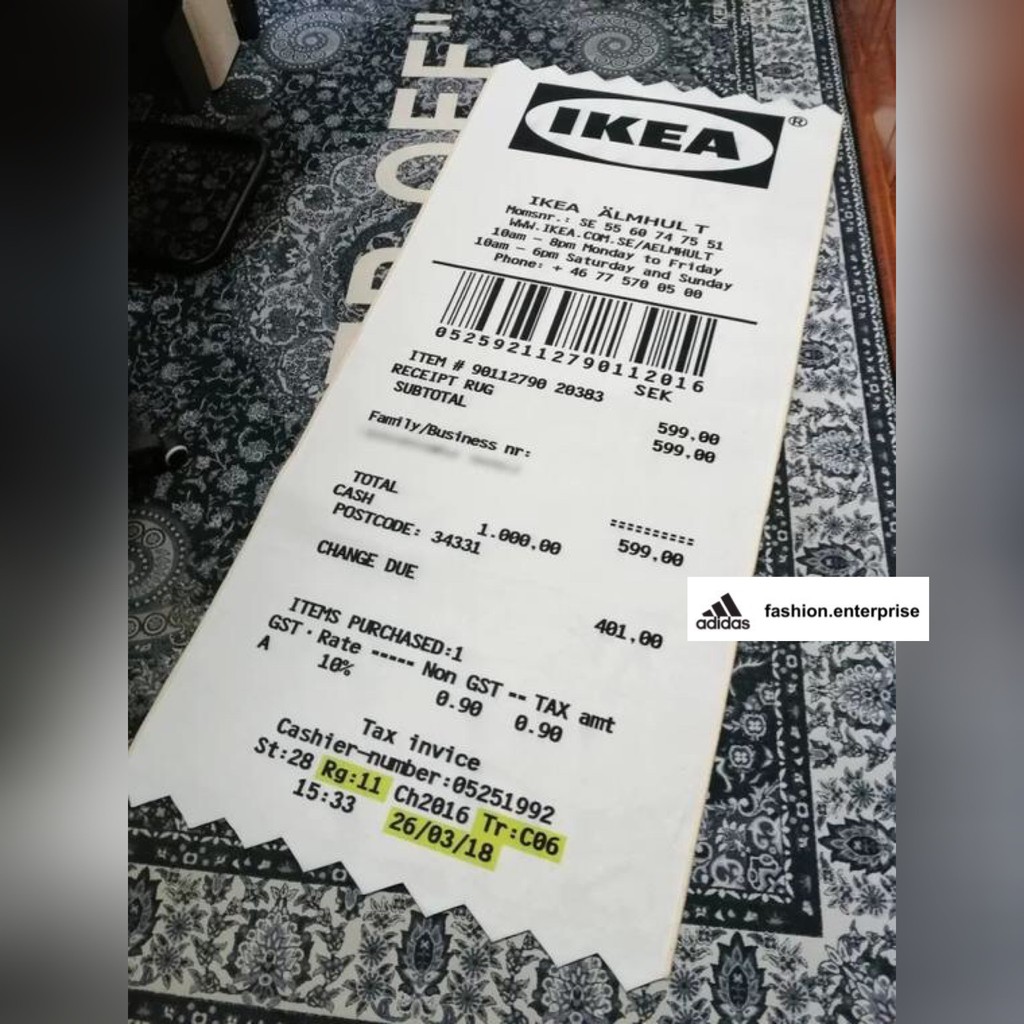 IKEA®
IKEA ÄLMHUL T
Momsnr.: SE 55 60 74 75 51
WWW.IKEA.COM.SE/AELMHULT
10am – 8pm Monday to Friday
10am – 6pm Saturday and Sunday
Phone: + 46 77 570 05 00
052592112790112016
ITEM # 90112790 20383 SEK
RECEIPT RUG 599.00
SUBTOTAL 599.00
Family/Business nr:
==========
TOTAL 599.00
CASH 1.000.00
POSTCODE: 34331
CHANGE DUE 401.00
ITEMS PURCHASED:1
GST·Rate ----- Non GST -- TAX amt
A 10% 0.90 0.90
Tax invice
Cashier-number:05251992
St:28 Rg:11 Ch2016 Tr:C06
15:33 26/03/18
adidas fashion.enterprise